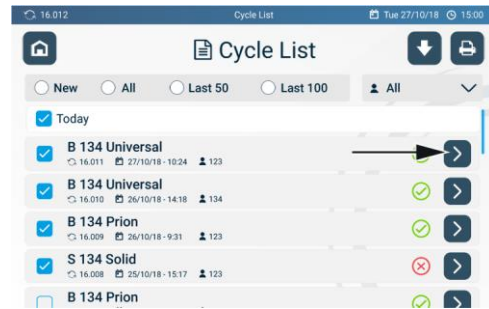 16.012 Cycle List Tue 27/10/18 15:00
Cycle List
New All Last 50 Last 100 All
Today
B 134 Universal
16.011 27/10/18 - 10:24 123
B 134 Universal
16.010 26/10/18 - 14:18 134
B 134 Prion
16.009 26/10/18 - 9:31 123
S 134 Solid
16.008 25/10/18 - 15:17 123
B 134 Prion